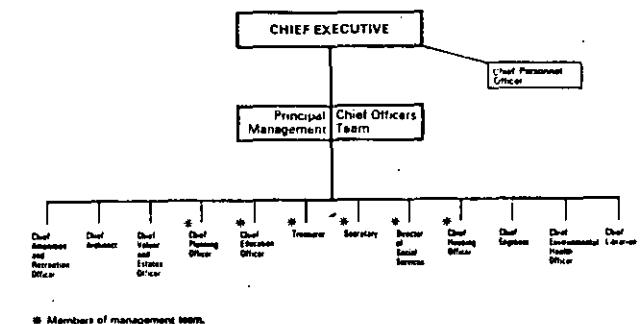 CHIEF EXECUTIVE
Chief Personnel
Officer
Principal Chief Officers
Management Team
Chief
Amenities
and
Recreation
Officer
Chief
Architect
Chief
Valuer
and
Estates
Officer
* Chief
Planning
Officer
* Chief
Education
Officer
* Treasurer
* Secretary
* Director
of
Social
Services
* Chief
Housing
Officer
Chief
Engineer
Chief
Environmental
Health
Officer
Chief
Librarian
* Members of management team.